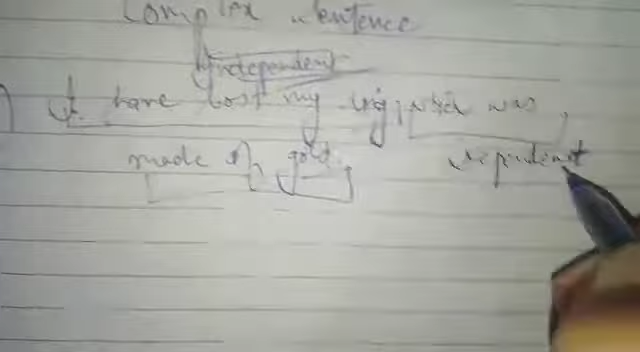 Complex sentence
Independent
I have lost my ring, which was
made of gold.
dependent